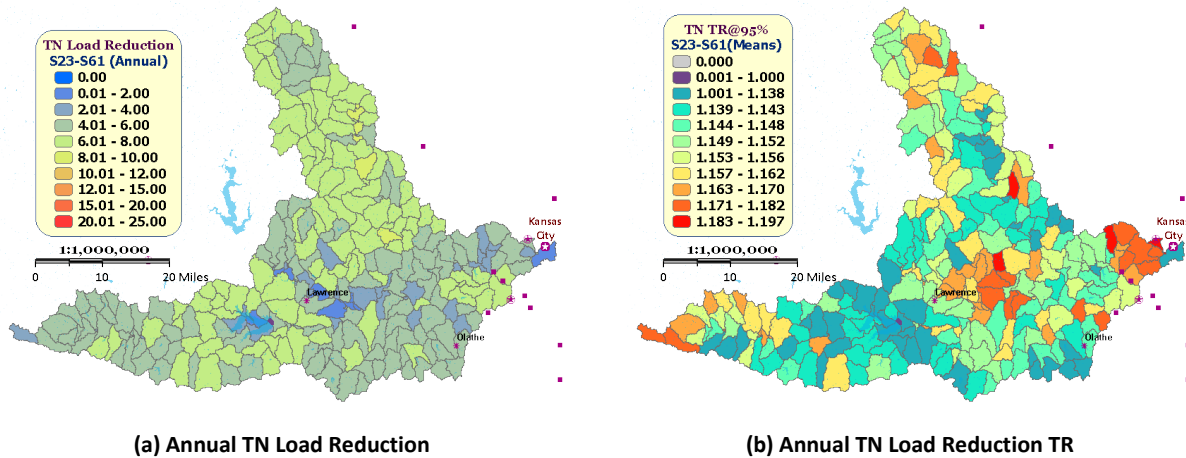 TN Load Reduction
S23-S61 (Annual)
0.00
0.01 - 2.00
2.01 - 4.00
4.01 - 6.00
6.01 - 8.00
8.01 - 10.00
10.01 - 12.00
12.01 - 15.00
15.01 - 20.00
20.01 - 25.00
1:1,000,000
0 10 20 Miles
Kansas
City
Lawrence
Olathe
(a) Annual TN Load Reduction
TN TR@95%
S23-S61(Means)
0.000
0.001 - 1.000
1.001 - 1.138
1.139 - 1.143
1.144 - 1.148
1.149 - 1.152
1.153 - 1.156
1.157 - 1.162
1.163 - 1.170
1.171 - 1.182
1.183 - 1.197
1:1,000,000
0 10 20 Miles
Kansas
City
Lawrence
Olathe
(b) Annual TN Load Reduction TR